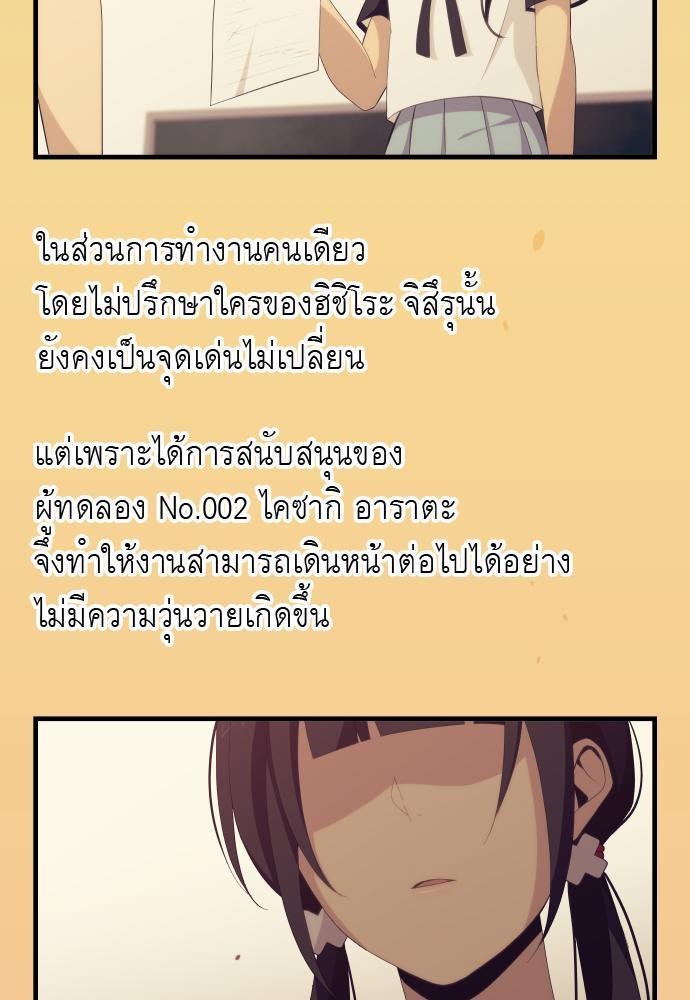 ในส่วนการทำงานคนเดียว
โดยไม่ปรึกษาใครของฮิชิโระ จิสึรุนั้น
ยังคงเป็นจุดเด่นไม่เปลี่ยน
แต่เพราะได้การสนับสนุนของ
ผู้ทดลอง No.002 ไคซากิ อาราตะ
จึงทำให้งานสามารถเดินหน้าต่อไปได้อย่าง
ไม่มีความวุ่นวายเกิดขึ้น